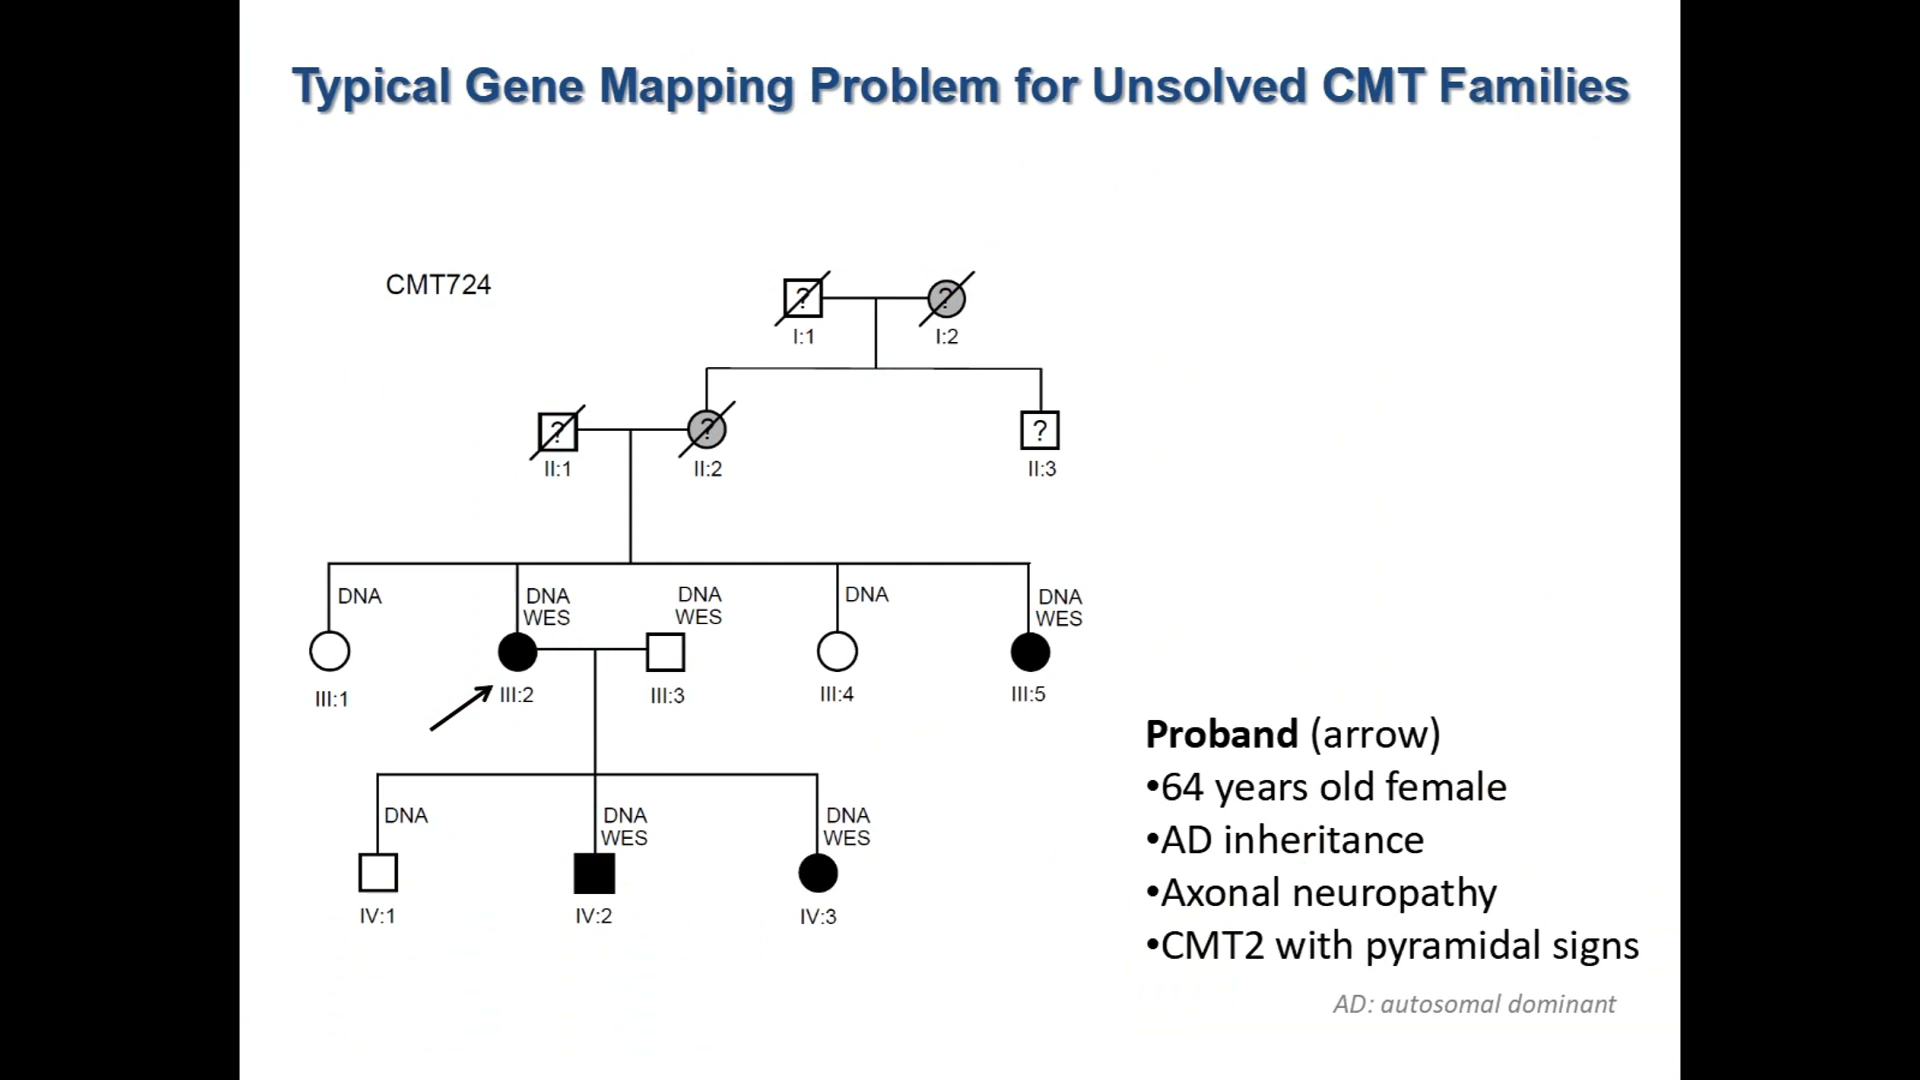 Typical Gene Mapping Problem for Unsolved CMT Families
CMT724
? ?
I:1 I:2
? ? ?
II:1 II:2 II:3
DNA DNA DNA DNA DNA
WES WES WES
III:1 III:2 III:3 III:4 III:5
DNA DNA DNA
WES WES
IV:1 IV:2 IV:3
Proband (arrow)
•64 years old female
•AD inheritance
•Axonal neuropathy
•CMT2 with pyramidal signs
AD: autosomal dominant